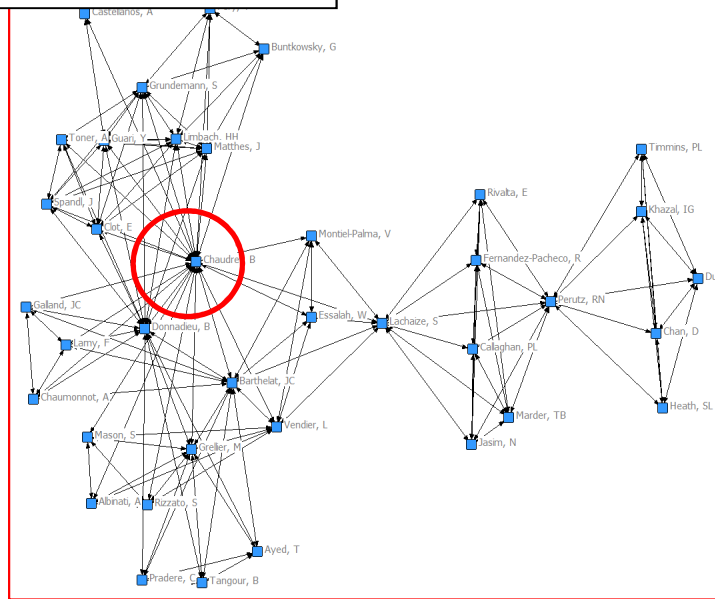 Castellanos, A
Buntkowsky, G
Grundemann, S
Toner, A
Guari, Y
Limbach, HH
Matthes, J
Timmins, PL
Spandl, J
Rivalta, E
Khazal, IG
Clot, E
Montiel-Palma, V
Chaudret, B
Fernandez-Pacheco, R
Du
Galland, JC
Perutz, RN
Essalah, W
Lachaize, S
Donnadieu, B
Chan, D
Lamy, F
Callaghan, PL
Barthelat, JC
Chaumonnot, A
Heath, SL
Marder, TB
Vendier, L
Mason, S
Jasim, N
Grellier, M
Albinati, A
Rizzato, S
Ayed, T
Pradere, C
Tangour, B